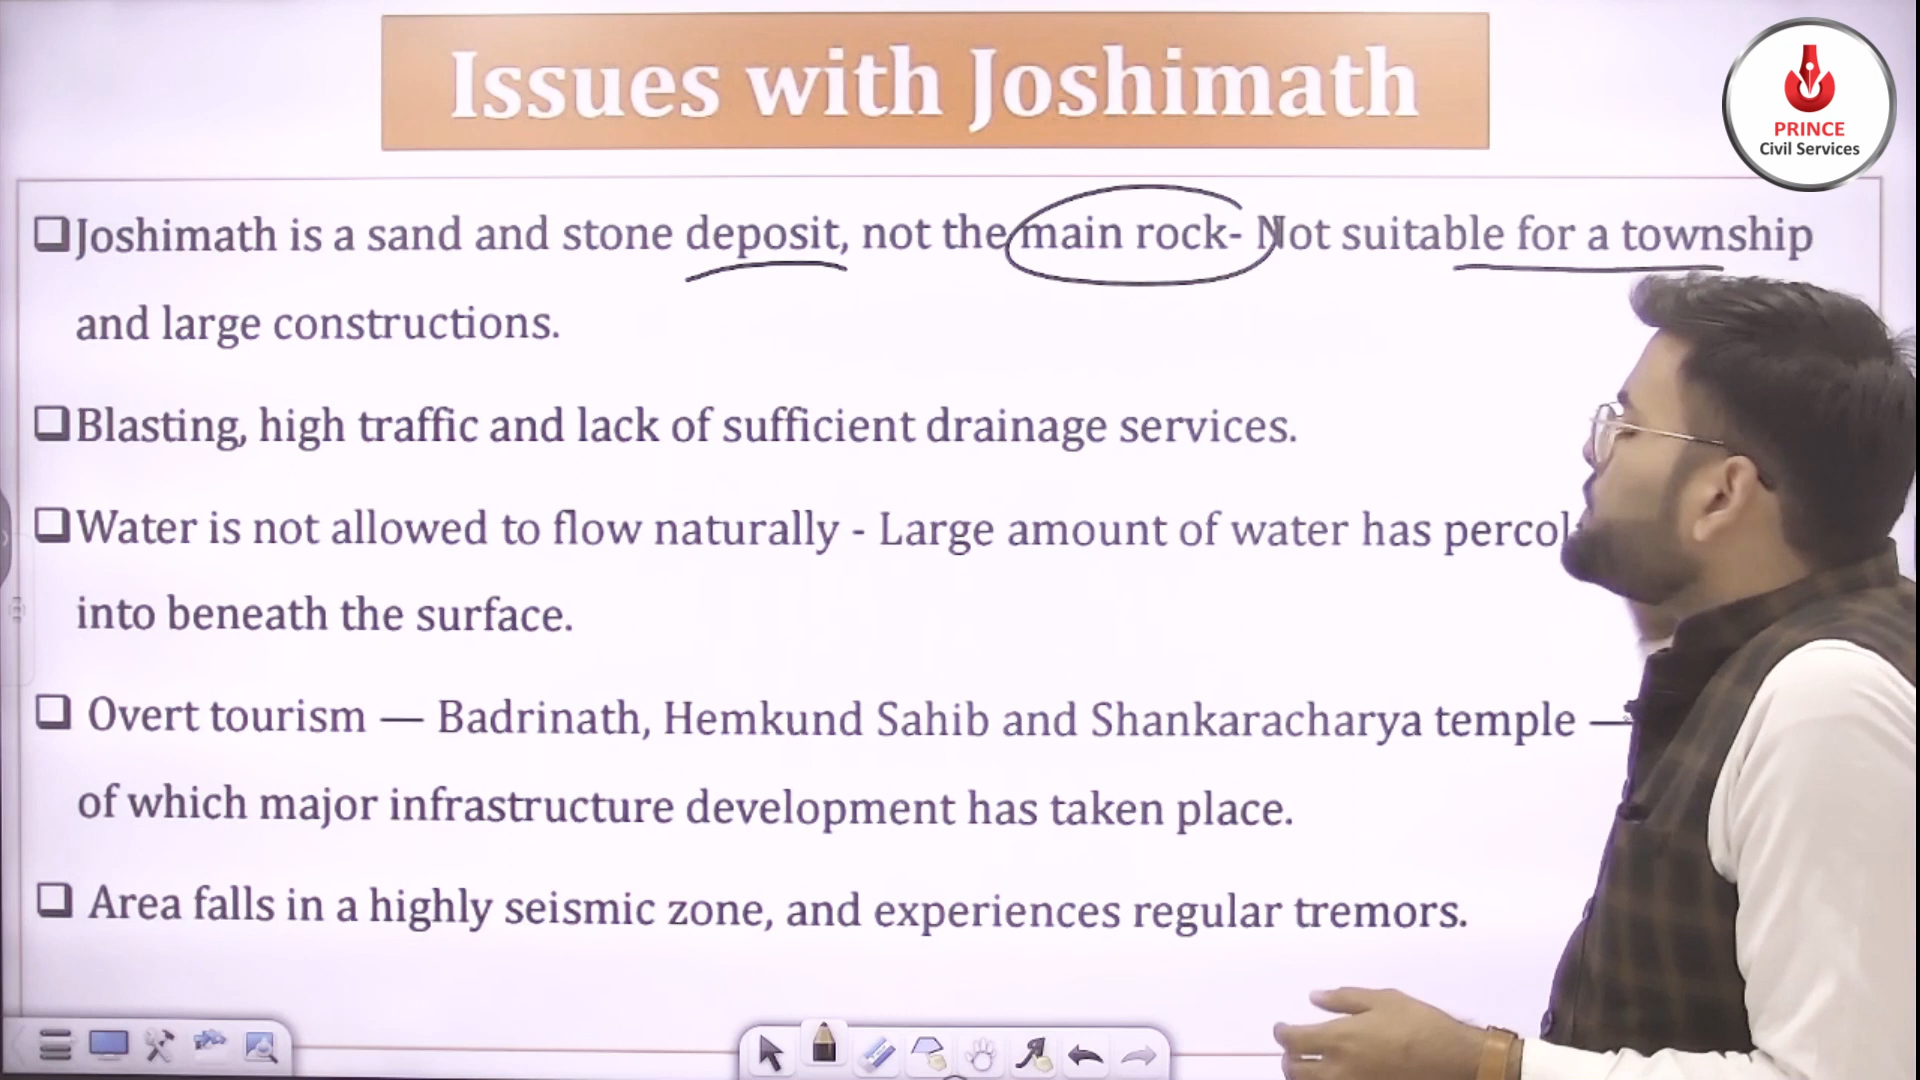 Issues with Joshimath
PRINCE
Civil Services
Joshimath is a sand and stone deposit, not the main rock- Not suitable for a township
and large constructions.
Blasting, high traffic and lack of sufficient drainage services.
Water is not allowed to flow naturally - Large amount of water has
into beneath the surface.
Overt tourism — Badrinath, Hemkund Sahib and Shankaracharya temple —
of which major infrastructure development has taken place.
Area falls in a highly seismic zone, and experiences regular tremors.